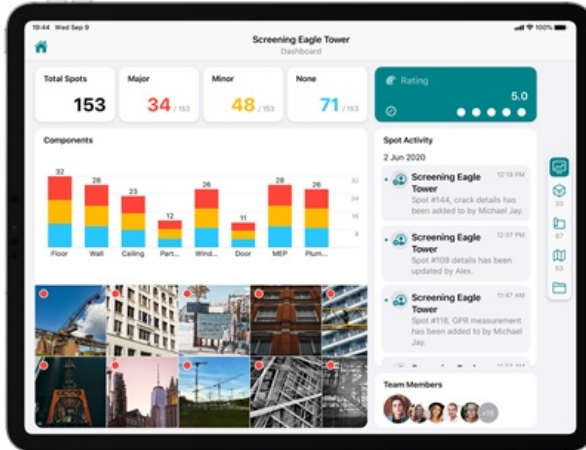 19:44 Wed Sep 9
100%
Screening Eagle Tower
Dashboard
Total Spots
153
Major
34 / 153
Minor
48 / 153
None
71 / 153
Rating
5.0
Components
32
28
23
12
26
11
28
26
32
24
16
8
Floor
Wall
Ceiling
Part...
Wind...
Door
MEP
Plum...
Spot Activity
2 Jun 2020
Screening Eagle
Tower
12:19 PM
Spot #144, crack details has
been added to by Michael Jay.
Screening Eagle
Tower
12:07 PM
Spot #109 details has been
updated by Alex.
Screening Eagle
Tower
11:47 AM
Spot #118, GPR measurement
has been added to by Michael
Jay.
33
67
53
Team Members
+15